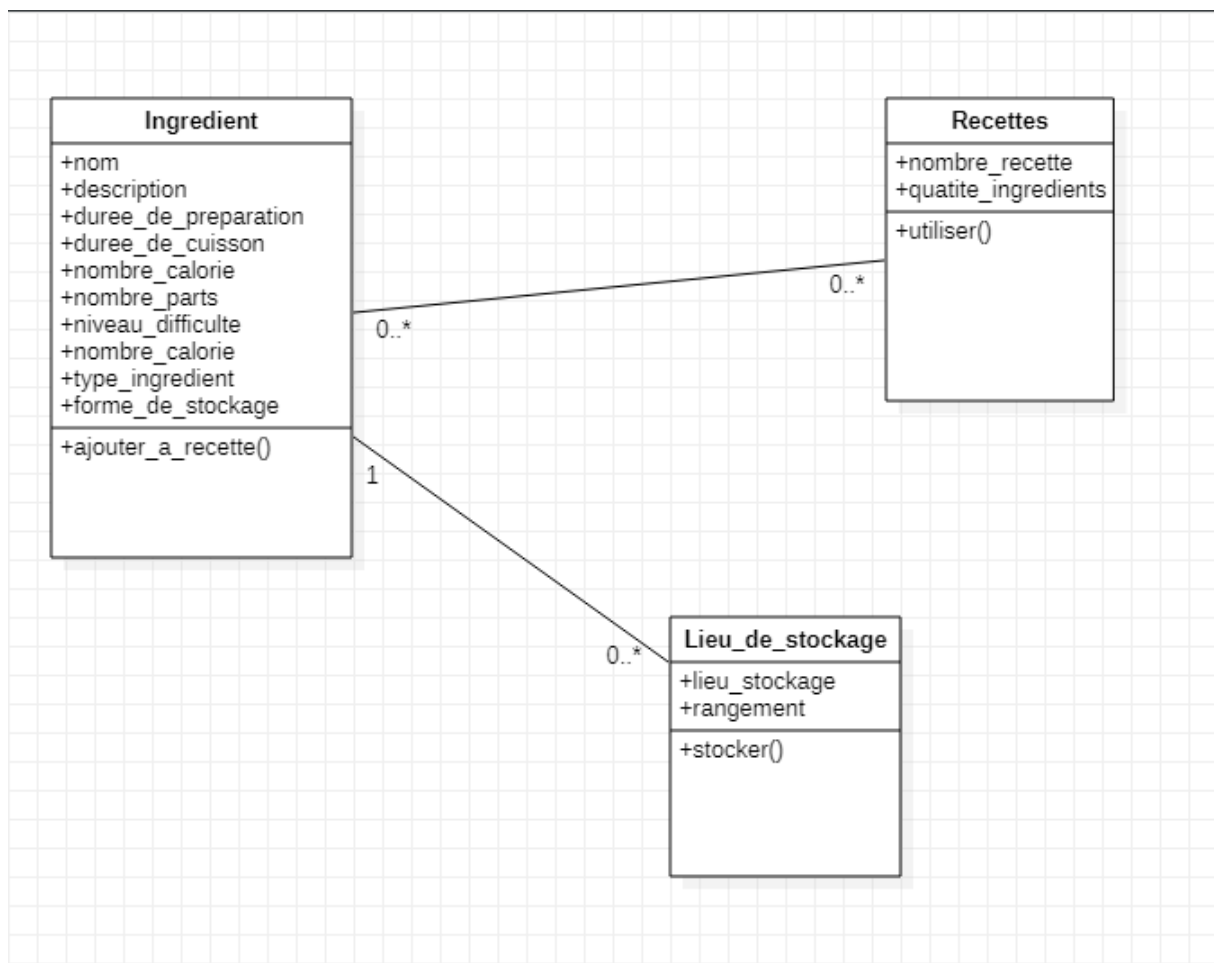 Ingredient
+nom
+description
+duree_de_preparation
+duree_de_cuisson
+nombre_calorie
+nombre_parts
+niveau_difficulte
+nombre_calorie
+type_ingredient
+forme_de_stockage
+ajouter_a_recette()
Recettes
+nombre_recette
+quatite_ingredients
+utiliser()
0..*
0..*
1
0..*
Lieu_de_stockage
+lieu_stockage
+rangement
+stocker()